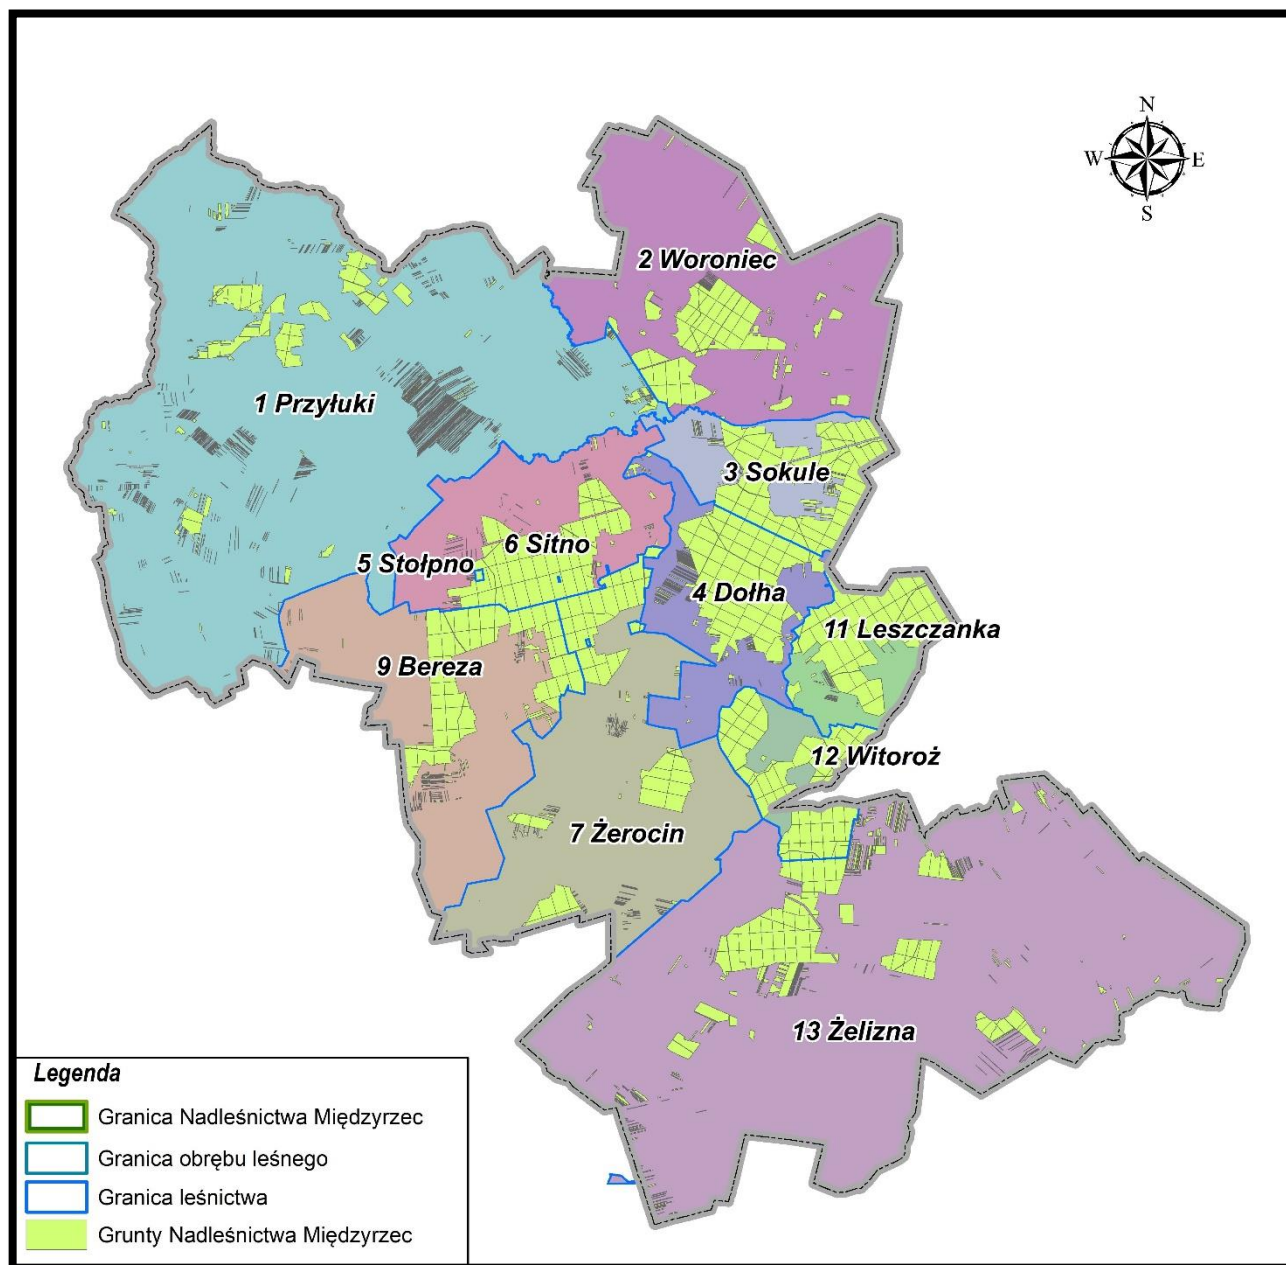 N
W E
S
2 Woroniec
1 Przyłuki
3 Sokule
6 Sitno
5 Stołpno
4 Dołha
11 Leszczanka
9 Bereza
12 Witoroż
7 Żerocin
13 Żelizna
Legenda
Granica Nadleśnictwa Międzyrzec
Granica obrębu leśnego
Granica leśnictwa
Grunty Nadleśnictwa Międzyrzec